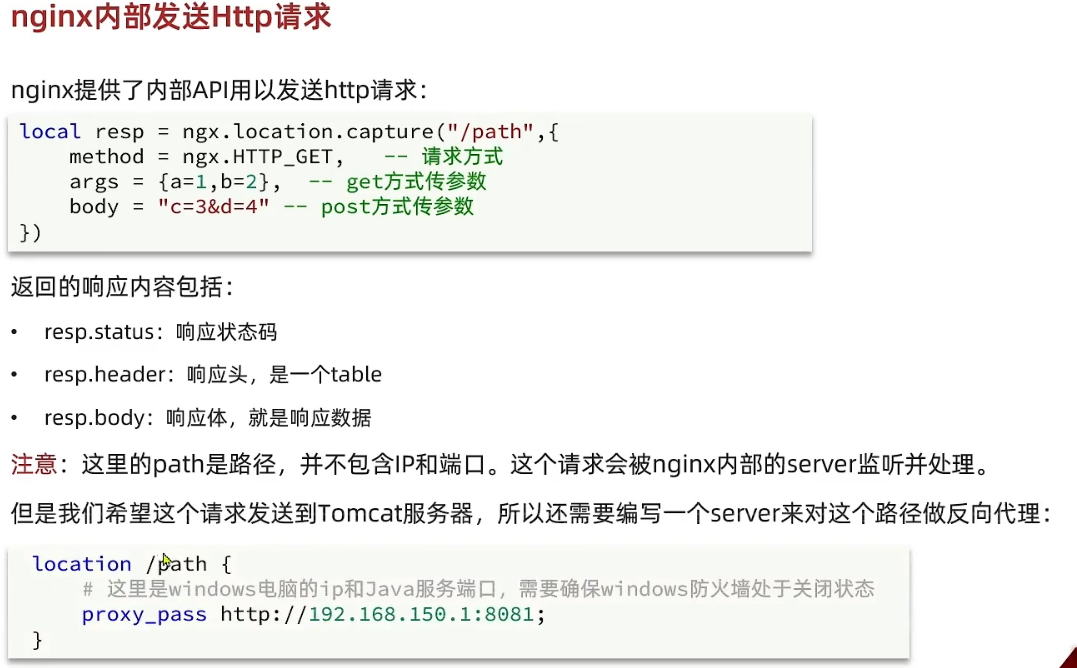 nginx内部发送Http请求
nginx提供了内部API用以发送http请求：
local resp = ngx.location.capture("/path",{
    method = ngx.HTTP_GET,   -- 请求方式
    args = {a=1,b=2},  -- get方式传参数
    body = "c=3&d=4" -- post方式传参数
})
返回的响应内容包括：
• resp.status：响应状态码
• resp.header：响应头，是一个table
• resp.body：响应体，就是响应数据
注意：这里的path是路径，并不包含IP和端口。这个请求会被nginx内部的server监听并处理。
但是我们希望这个请求发送到Tomcat服务器，所以还需要编写一个server来对这个路径做反向代理：
location /path {
    # 这里是windows电脑的ip和Java服务端口，需要确保windows防火墙处于关闭状态
    proxy_pass http://192.168.150.1:8081;
}